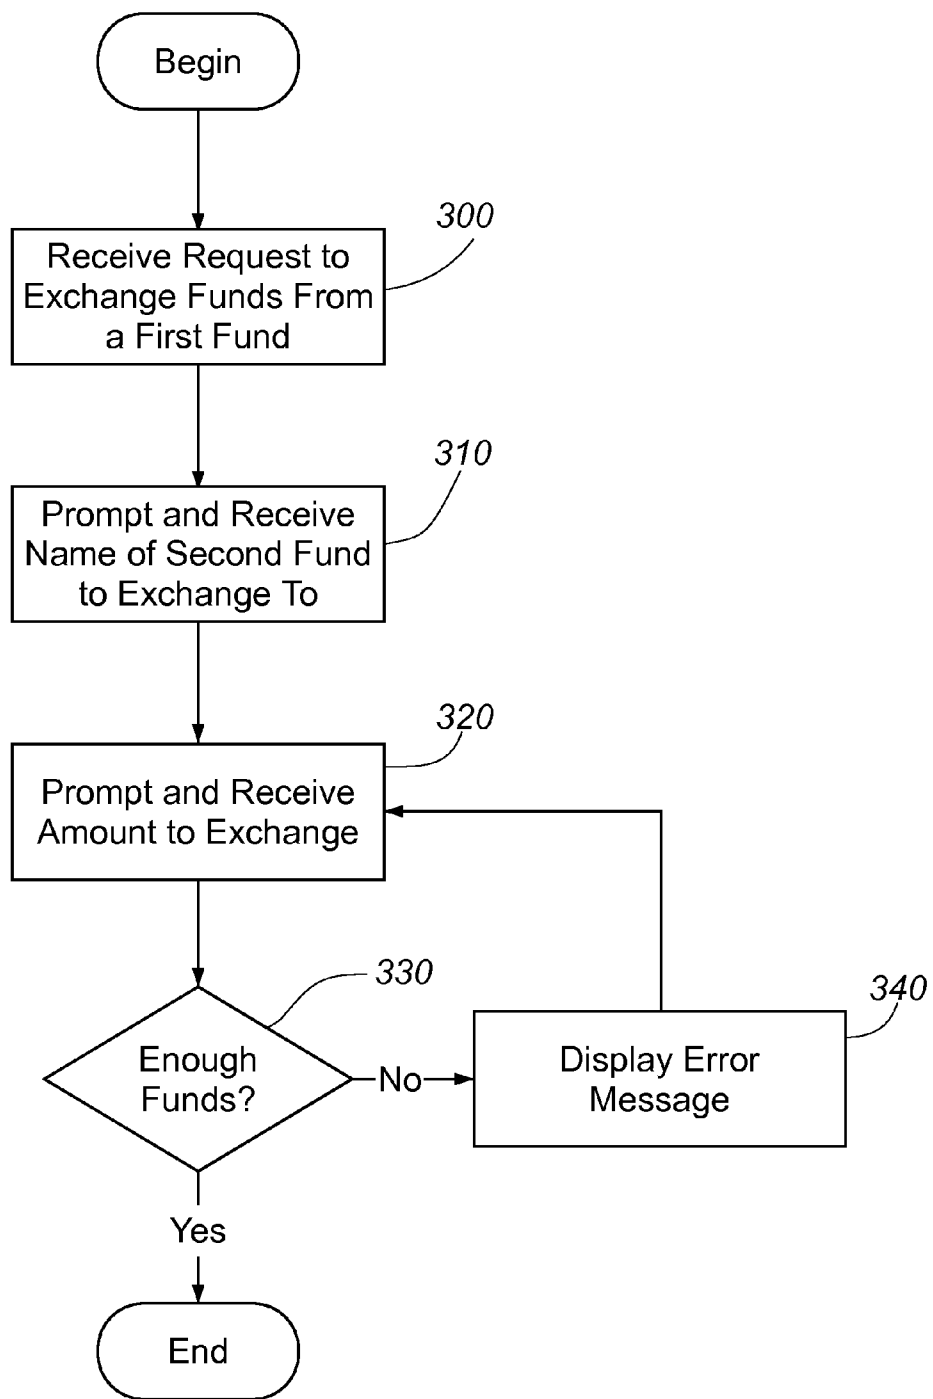 Begin
300
Receive Request to
Exchange Funds From
a First Fund
310
Prompt and Receive
Name of Second Fund
to Exchange To
320
Prompt and Receive
Amount to Exchange
330
Enough
Funds?
No
340
Display Error
Message
Yes
End